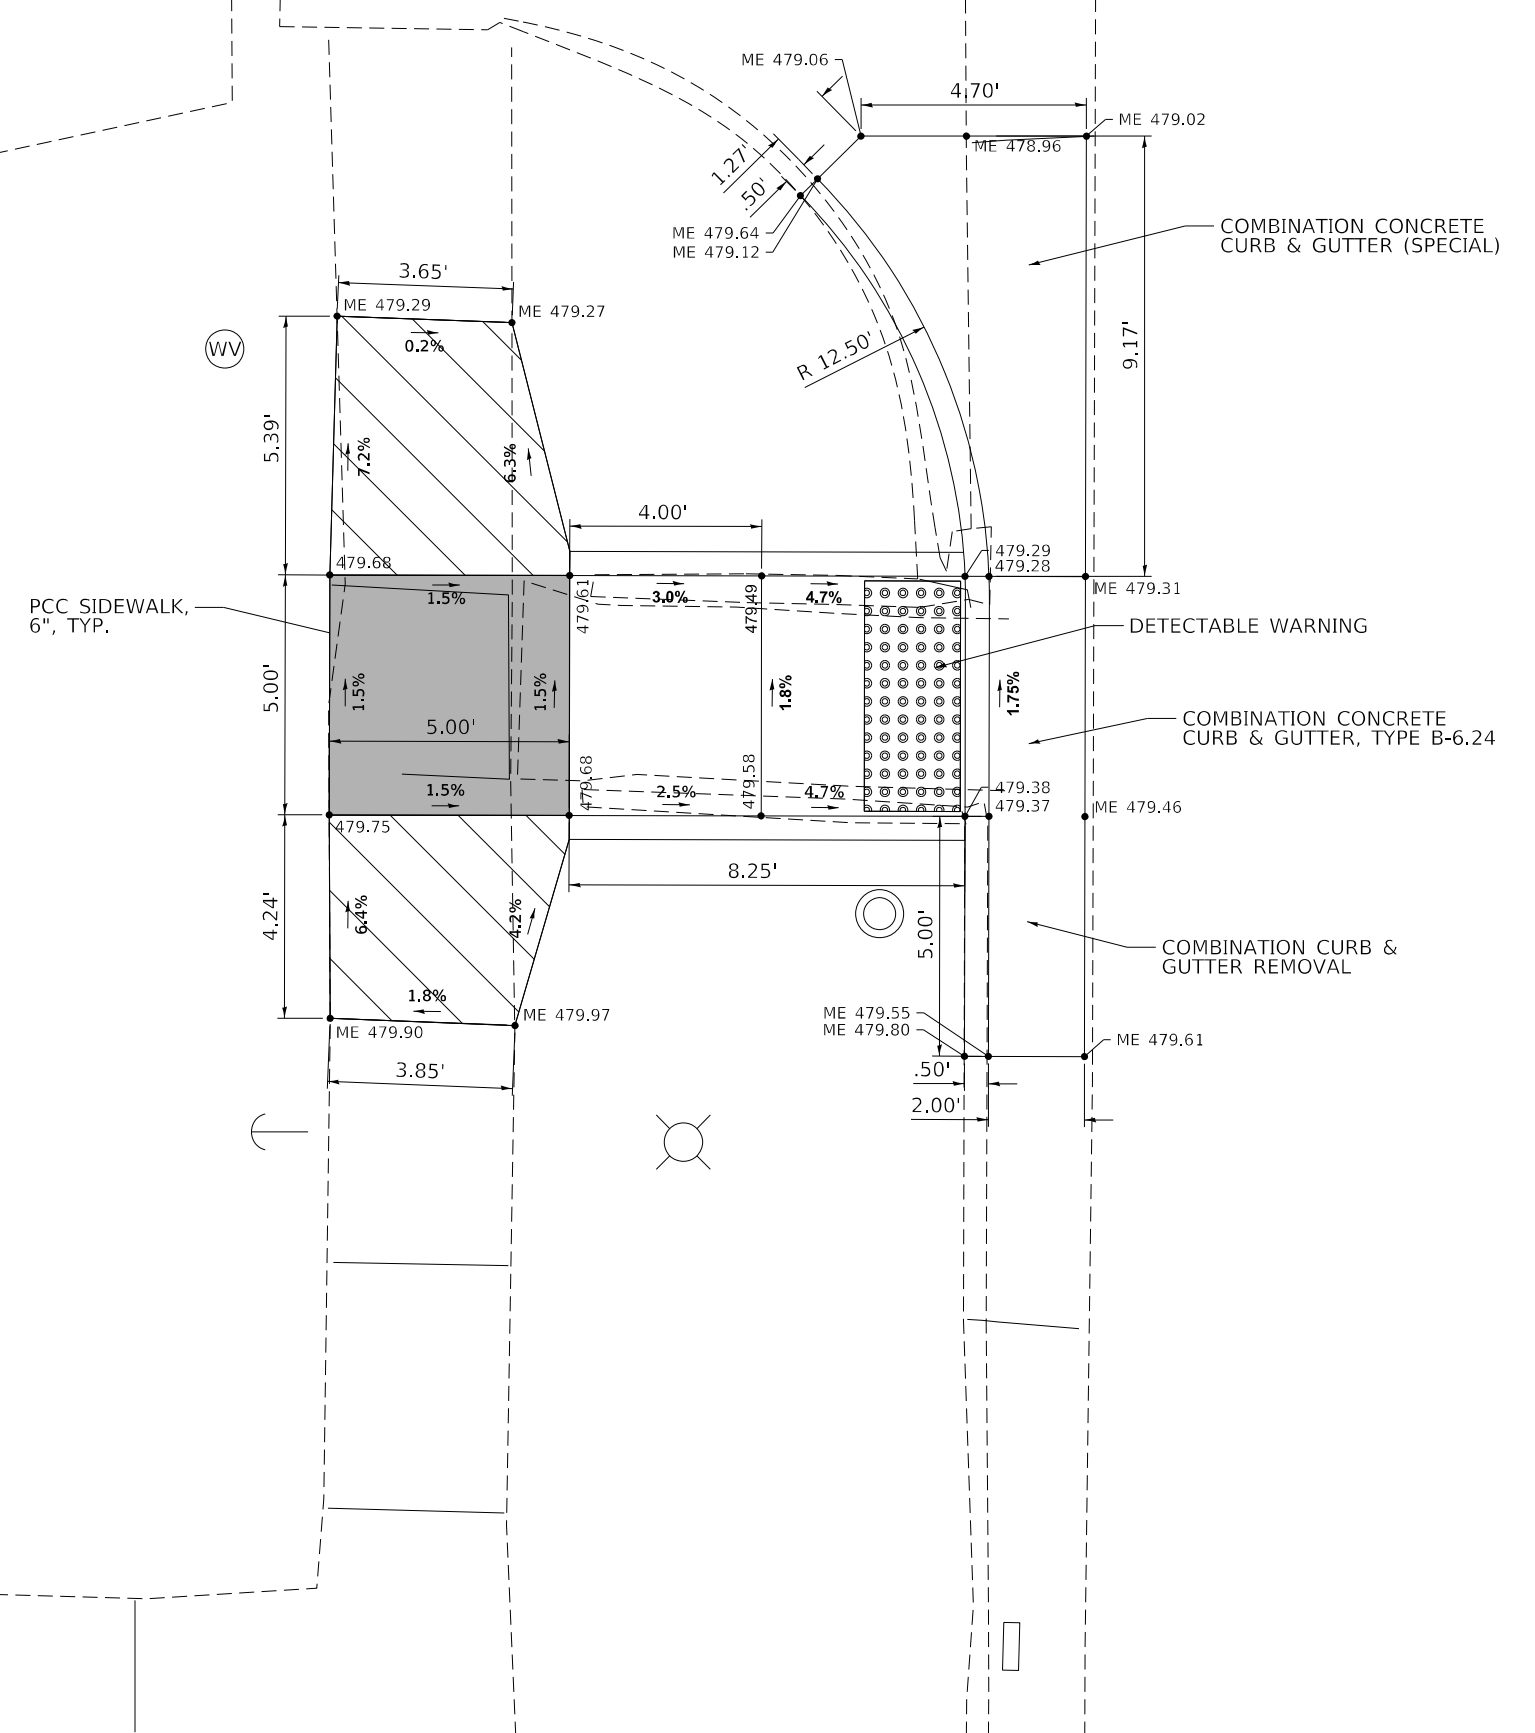 ME 479.06
4.70'
ME 479.02
ME 478.96
1.27'
.50'
ME 479.64
ME 479.12
COMBINATION CONCRETE
CURB & GUTTER (SPECIAL)
3.65'
ME 479.29
ME 479.27
0.2%
WV
R 12.50'
9.17'
5.39'
7.2%
6.3%
4.00'
479.68
479.29
479.28
ME 479.31
1.5%
479.61
3.0%
479.49
4.7%
PCC SIDEWALK,
6", TYP.
DETECTABLE WARNING
5.00'
1.5%
1.5%
1.8%
1.75%
5.00'
COMBINATION CONCRETE
CURB & GUTTER, TYPE B-6.24
1.5%
479.68
2.5%
479.58
4.7%
479.38
479.37
ME 479.46
479.75
8.25'
4.24'
6.4%
4.2%
5.00'
COMBINATION CURB &
GUTTER REMOVAL
1.8%
ME 479.97
ME 479.90
ME 479.55
ME 479.80
ME 479.61
3.85'
.50'
2.00'